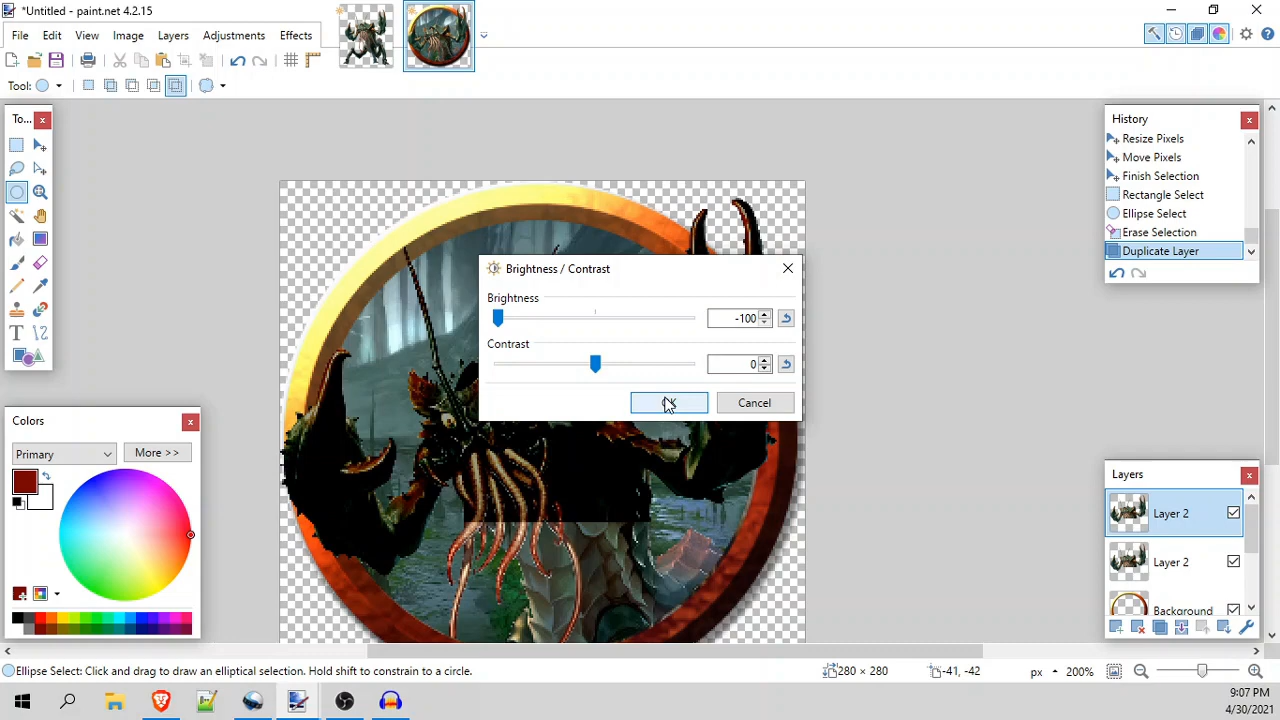 *Untitled - paint.net 4.2.15
File Edit View Image Layers Adjustments Effects
Tool:
To...
History
Resize Pixels
Move Pixels
Finish Selection
Rectangle Select
Ellipse Select
Erase Selection
Duplicate Layer
Brightness / Contrast
Brightness
-100
Contrast
0
Cancel
Colors
Primary
More >>
Layers
Layer 2
Layer 2
Background
Ellipse Select: Click and drag to draw an elliptical selection. Hold shift to constrain to a circle.
280 × 280
-41, -42
px
200%
9:07 PM
4/30/2021